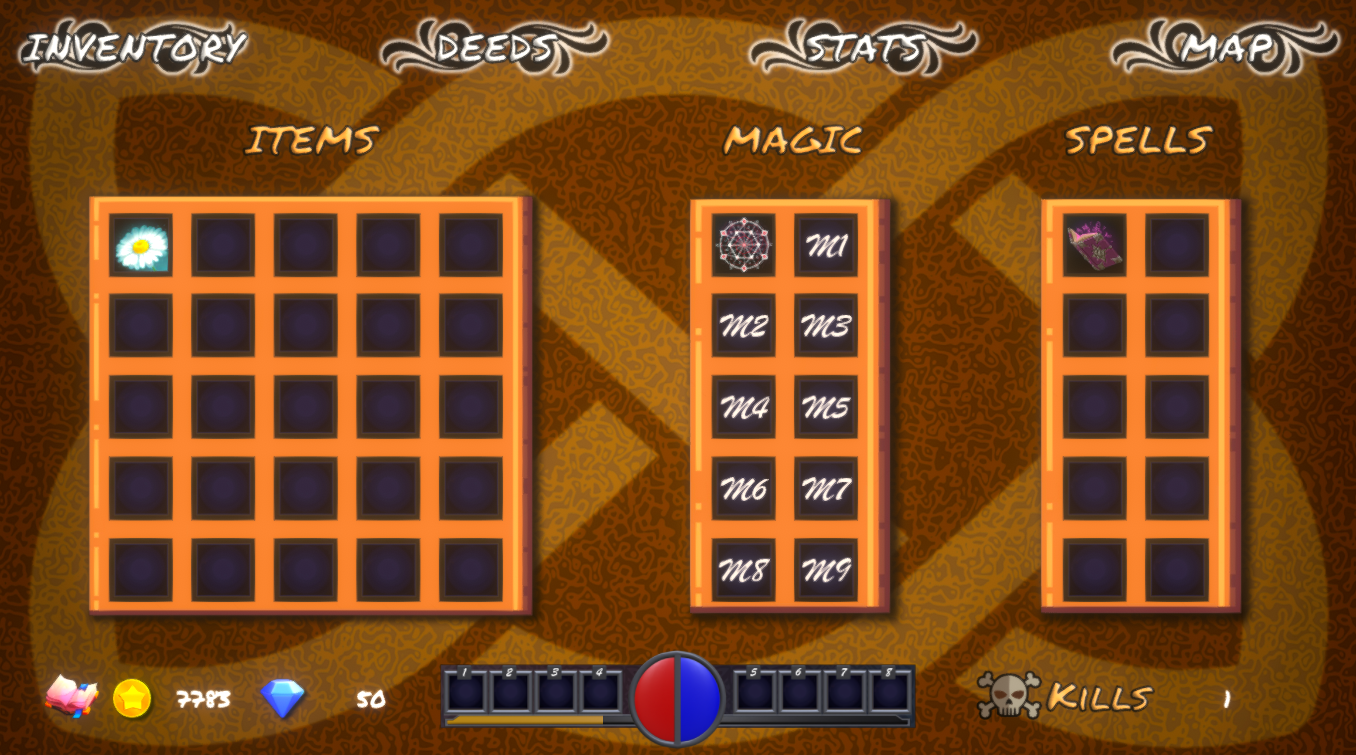 INVENTORY DEEDS STATS MAP
ITEMS MAGIC SPELLS
M1
M2 M3
M4 M5
M6 M7
M8 M9
1 2 3 4 5 6 7 8
7783 50 KILLS 1